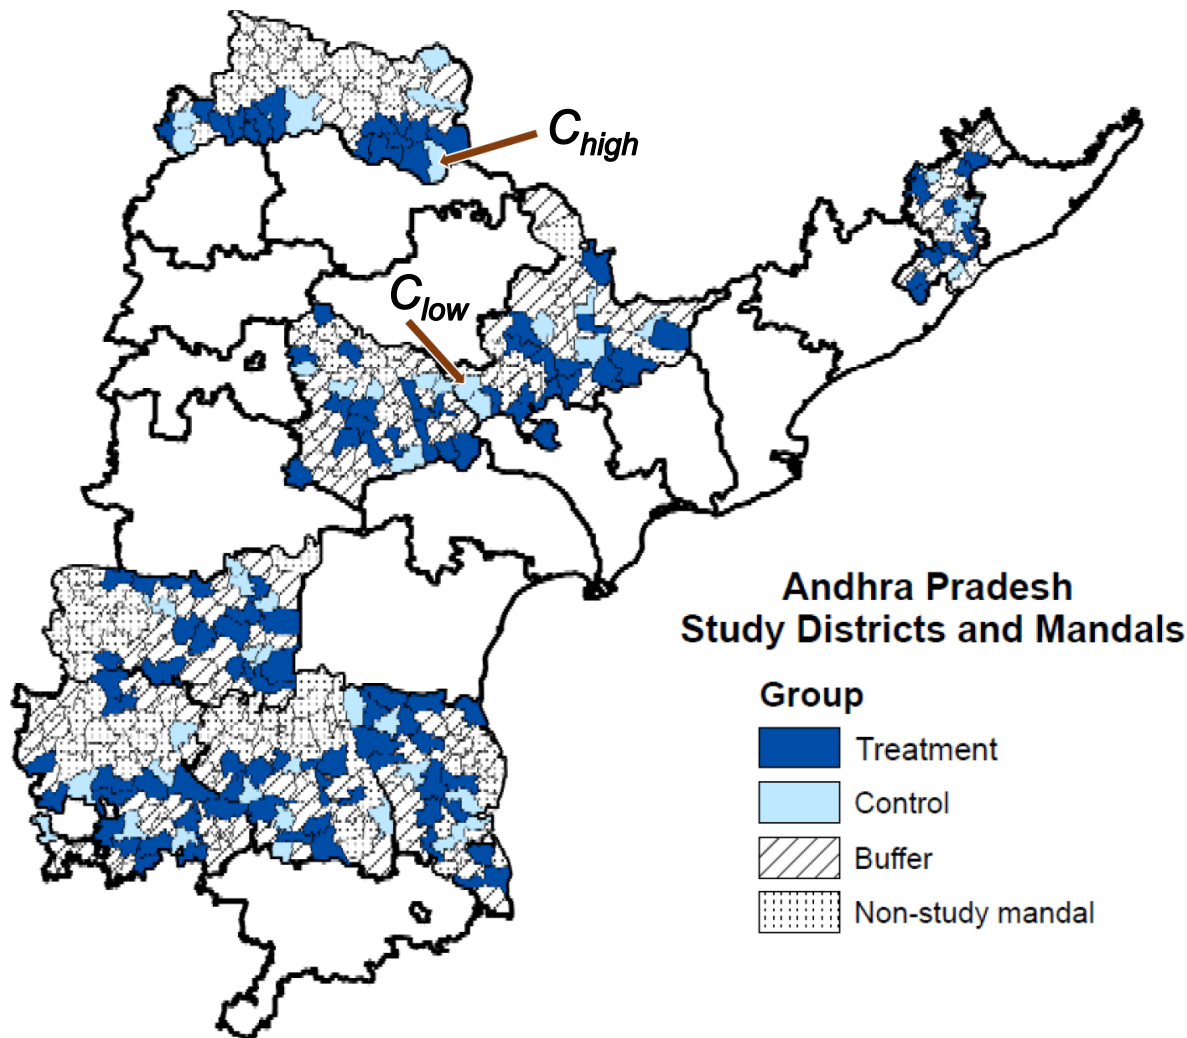 C_high
C_low
Andhra Pradesh
Study Districts and Mandals
Group
Treatment
Control
Buffer
Non-study mandal